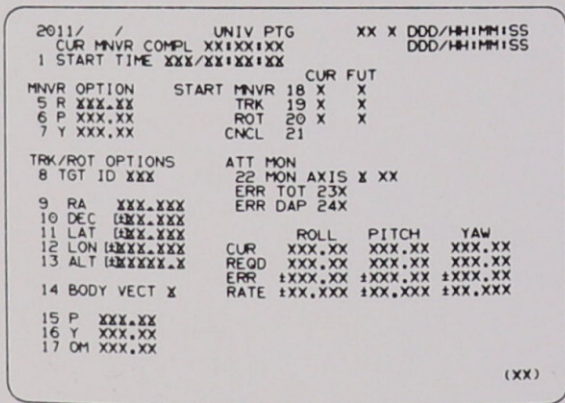 2011/ / UNIV PTG XX X DDD/HH:MM:SS
CUR MNVR COMPL XX:XX:XX DDD/HH:MM:SS
1 START TIME XXX/XX:XX:XX
CUR FUT
MNVR OPTION START MNVR 18 X X
5 R XXX.XX TRK 19 X X
6 P XXX.XX ROT 20 X X
7 Y XXX.XX CNCL 21
TRK/ROT OPTIONS ATT MON
8 TGT ID XXX 22 MON AXIS X XX
ERR TOT 23X
9 RA XXX.XXX ERR DAP 24X
10 DEC [±]XXX.XXX
11 LAT [±]XXX.XXX ROLL PITCH YAW
12 LON [±]XXX.XXX CUR XXX.XX XXX.XX XXX.XX
13 ALT [±]XXXXX.X REQD XXX.XX XXX.XX XXX.XX
ERR ±XXX.XX ±XXX.XX ±XXX.XX
14 BODY VECT X RATE ±XX.XXX ±XX.XXX ±XX.XXX
15 P XXX.XX
16 Y XXX.XX
17 OM XXX.XX
(XX)